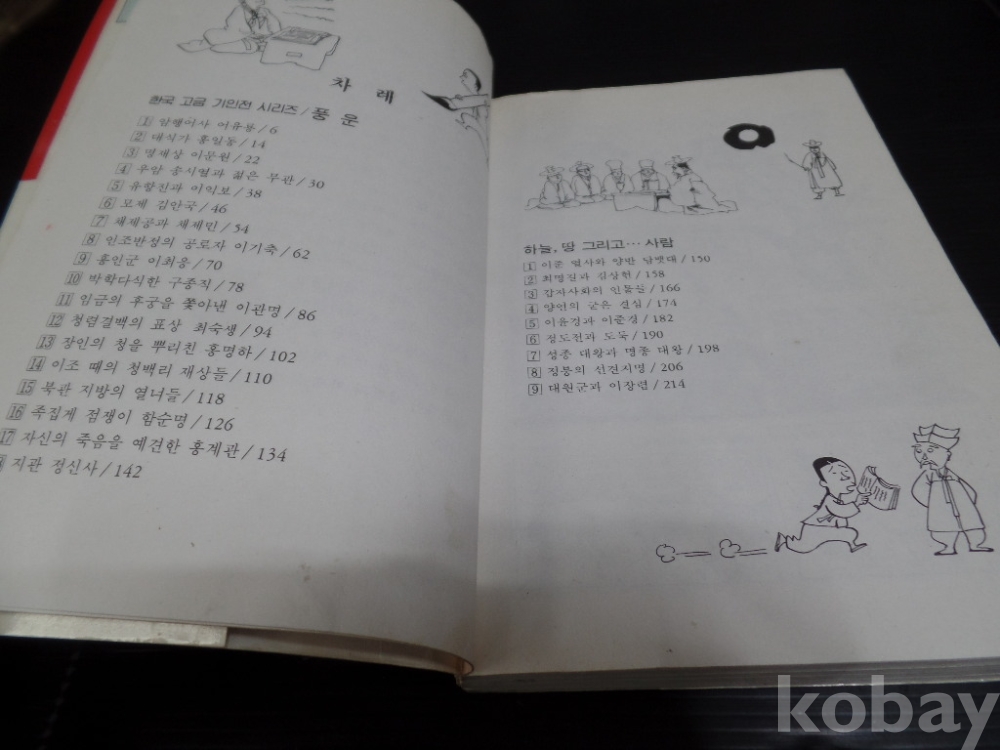 차 례
한국 고금 기인전 시리즈/풍 운
1 암행어사 어유룡/6
2 대식가 홍일동/14
3 명재상 이문원/22
4 우암 송시열과 젊은 무관/30
5 유향진과 이익보/38
6 모제 김안국/46
7 채제공과 채제민/54
8 인조반정의 공로자 이기축/62
9 흥인군 이최응/70
10 박학다식한 구종직/78
11 임금의 후궁을 쫓아낸 이관명/86
12 청렴결백의 표상 최숙생/94
13 장인의 청을 뿌리친 홍명하/102
14 이조 때의 청백리 재상들/110
15 북관 지방의 열녀들/118
16 족집게 점쟁이 함순명/126
17 자신의 죽음을 예견한 홍계관/134
지관 정신사/142
하늘, 땅 그리고… 사람
1 이준 열사와 양반 담뱃대/150
2 최명길과 김상헌/158
3 갑자사화의 인물들/166
4 양연의 굳은 결심/174
5 이윤경과 이준경/182
6 정도전과 도둑/190
7 성종 대왕과 명종 대왕/198
8 정붕의 선견지명/206
9 대원군과 이장렴/214
kobay